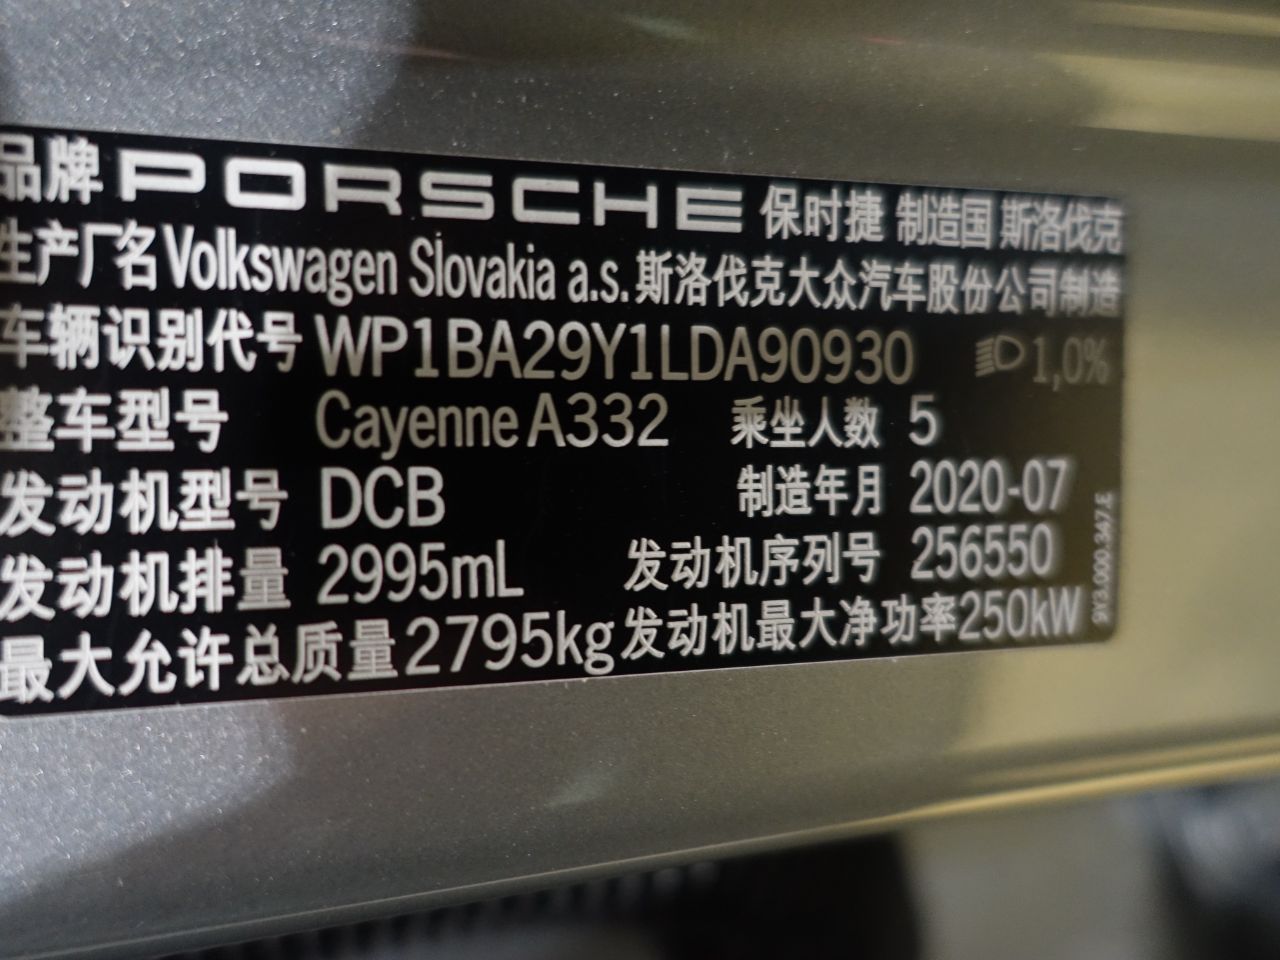 品牌 PORSCHE 保时捷 制造国 斯洛伐克
生产厂名 Volkswagen Slovakia a.s. 斯洛伐克大众汽车股份公司制造
车辆识别代号 WP1BA29Y1LDA90930 1,0%
整车型号 Cayenne A332 乘坐人数 5
发动机型号 DCB 制造年月 2020-07
发动机排量 2995mL 发动机序列号 256550
最大允许总质量 2795kg 发动机最大净功率 250kW
9Y3.000.347.E